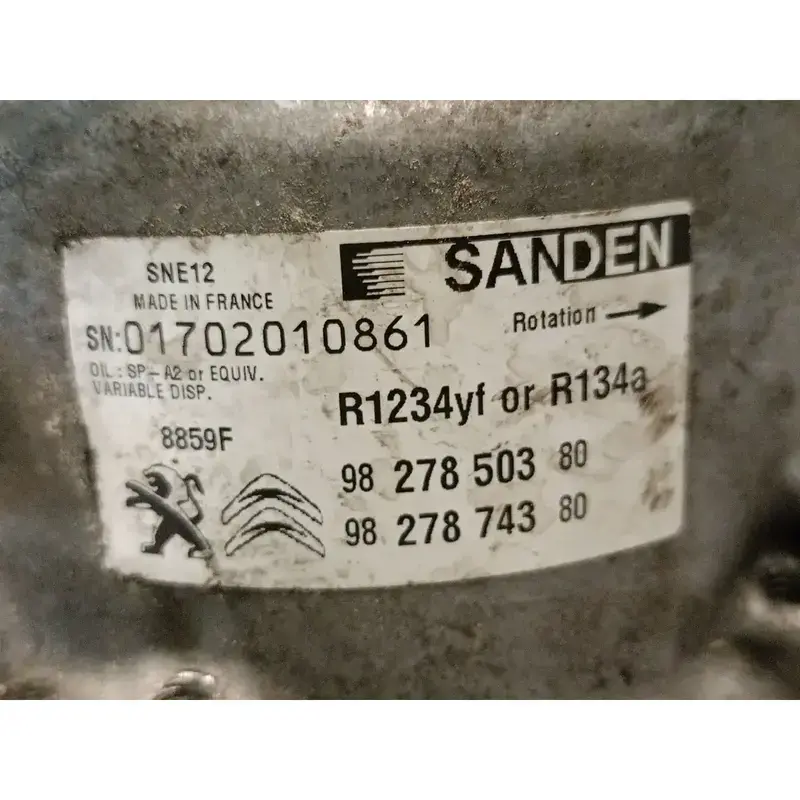 SANDEN
SNE12
MADE IN FRANCE
SN:01702010861
Rotation
OIL: SP-A2 or EQUIV.
VARIABLE DISP.
R1234yf or R134a
8859F
98 278 503 80
98 278 743 80